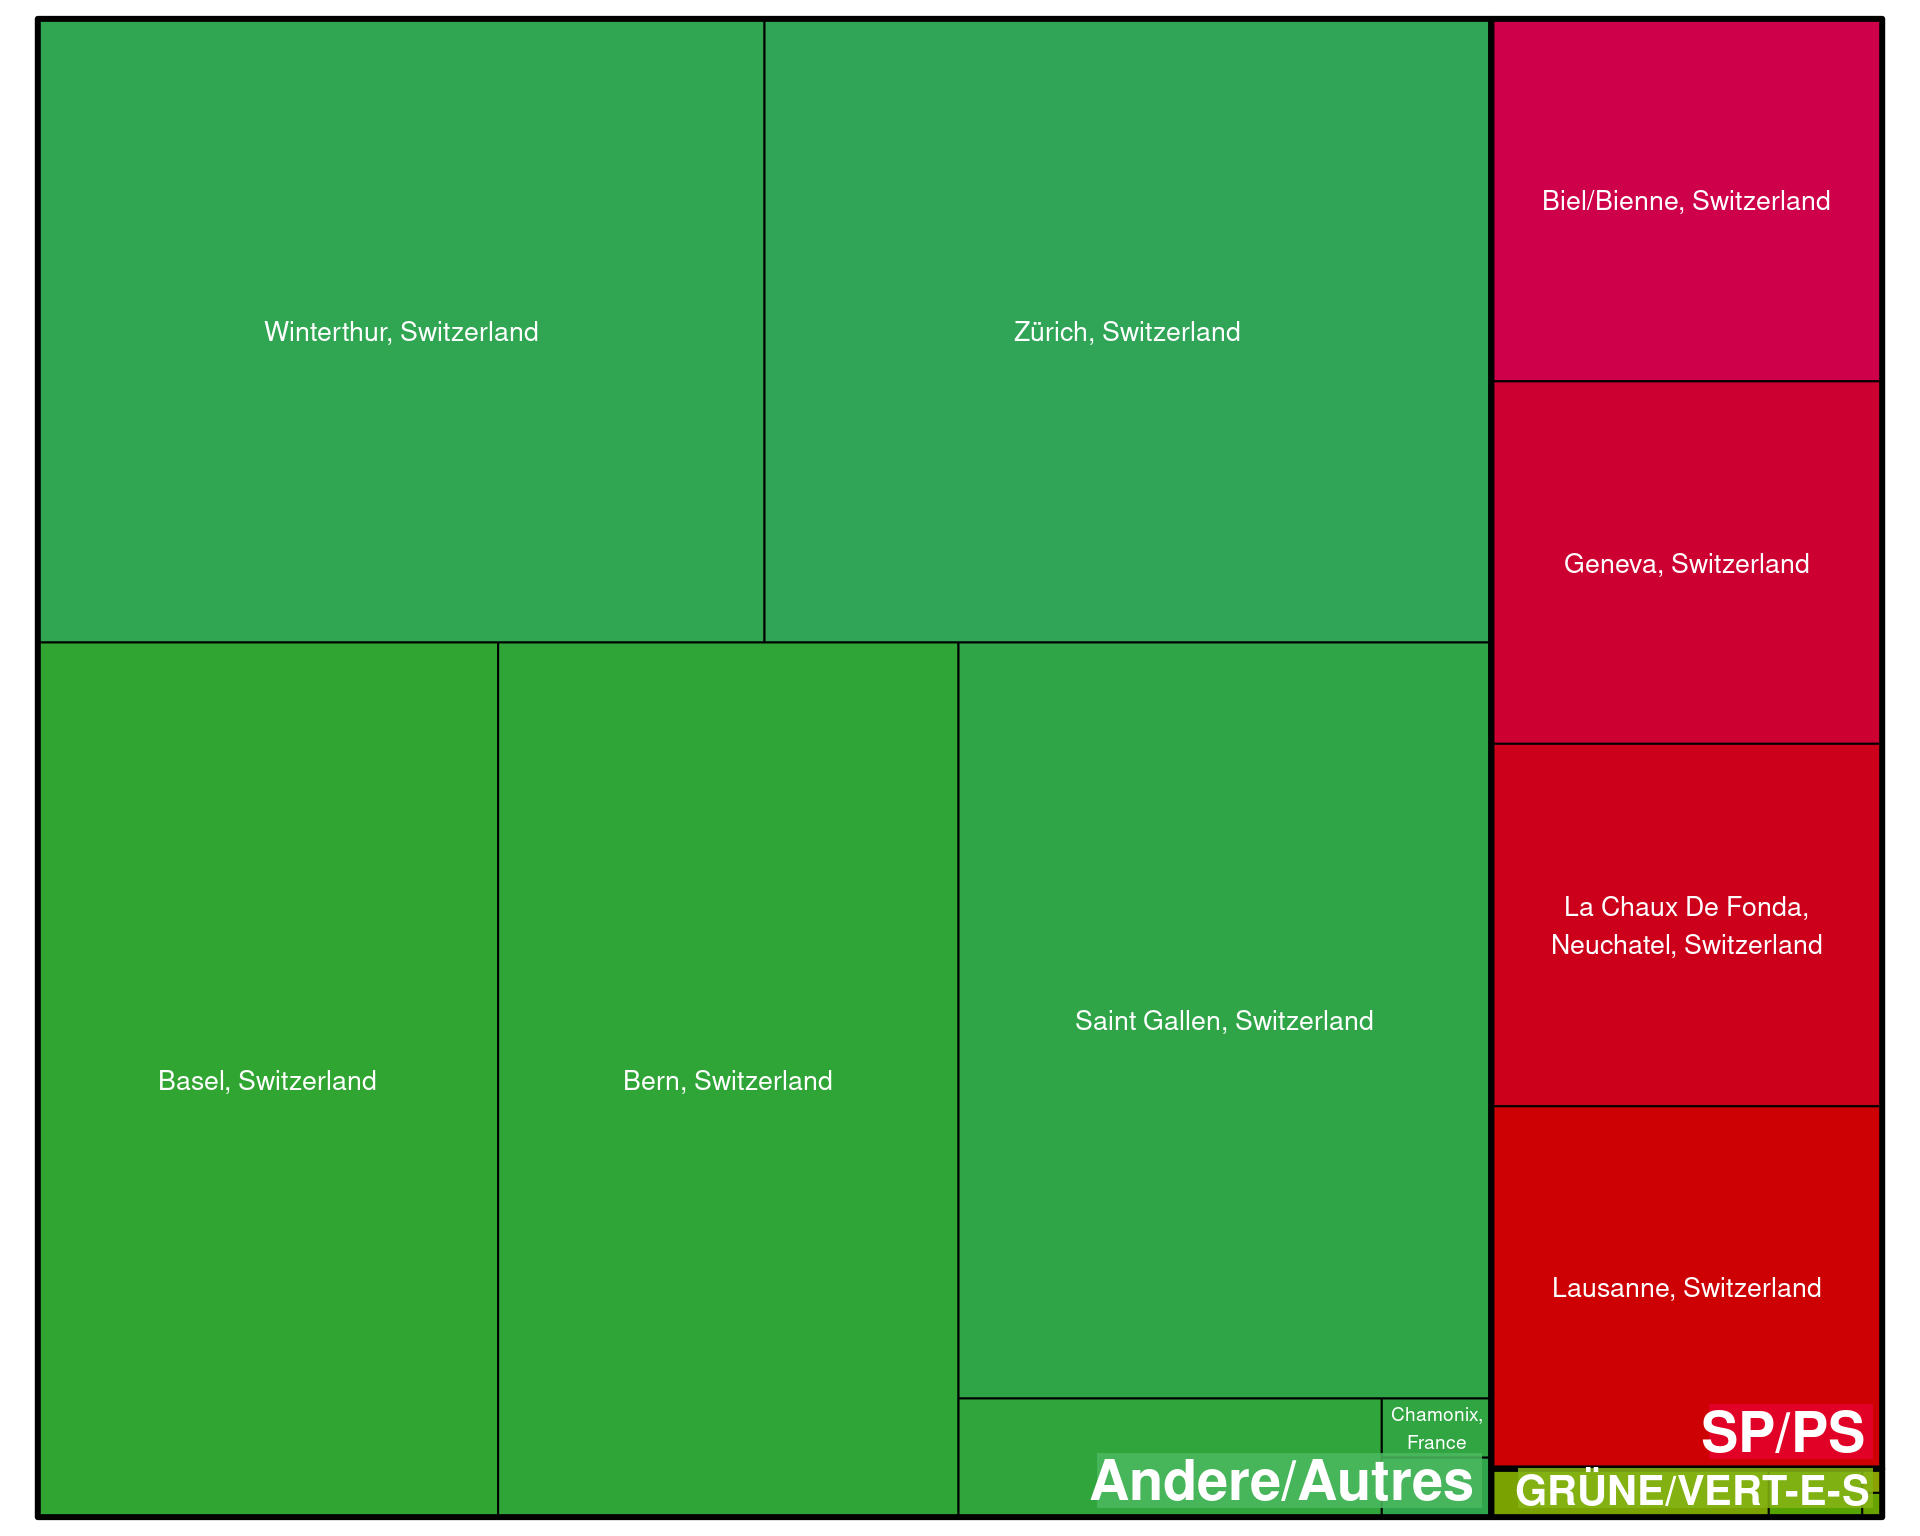 Winterthur, Switzerland
Zürich, Switzerland
Biel/Bienne, Switzerland
Geneva, Switzerland
La Chaux De Fonda,
Neuchatel, Switzerland
Saint Gallen, Switzerland
Basel, Switzerland
Bern, Switzerland
Lausanne, Switzerland
Chamonix,
France
SP/PS
Andere/Autres
GRÜNE/VERT-E-S